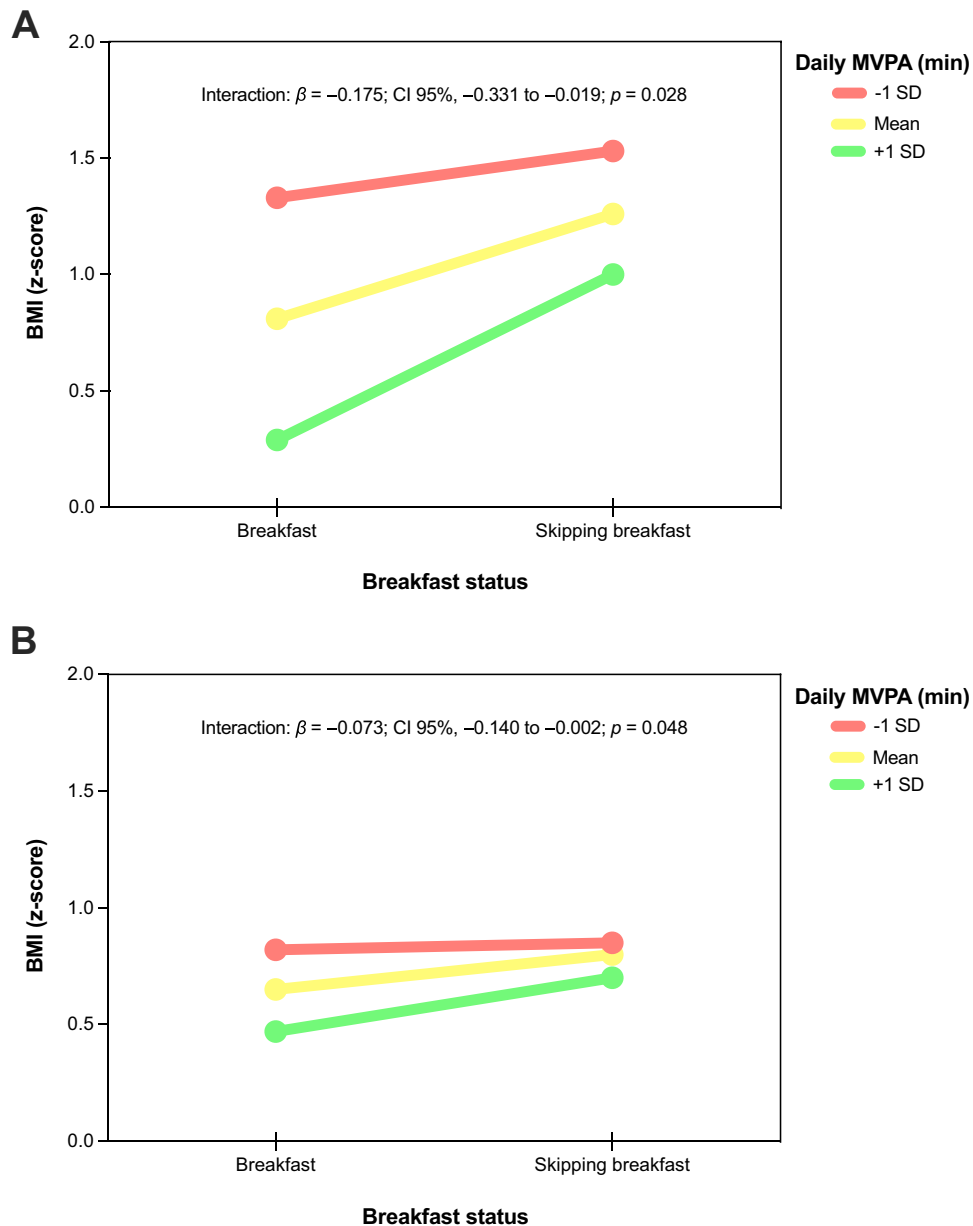 A
2.0
Interaction: β = –0.175; CI 95%, –0.331 to –0.019; p = 0.028
1.5
1.0
0.5
0.0
BMI (z-score)
Breakfast
Skipping breakfast
Breakfast status
Daily MVPA (min)
-1 SD
Mean
+1 SD
B
2.0
Interaction: β = –0.073; CI 95%, –0.140 to –0.002; p = 0.048
1.5
1.0
0.5
0.0
BMI (z-score)
Breakfast
Skipping breakfast
Breakfast status
Daily MVPA (min)
-1 SD
Mean
+1 SD